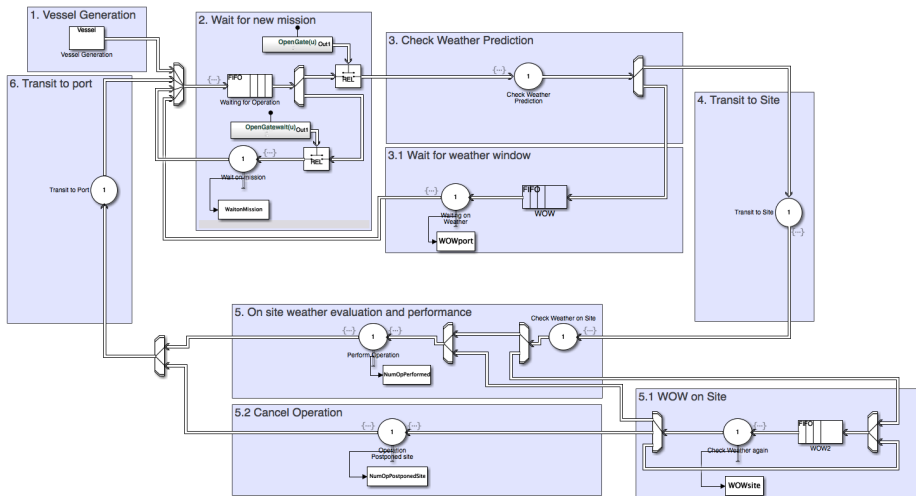 1. Vessel Generation
Vessel
Vessel Generation
2. Wait for new mission
OpenGate(u) Out1
REL
{...}
FIFO
Waiting for Operation
OpenGatewait(u) Out1
REL
{...}
1
Wait on mission
WaitonMission
3. Check Weather Prediction
{...}
1
Check Weather
Prediction
3.1 Wait for weather window
{...}
1
Waiting on
Weather
WOWport
FIFO
WOW
4. Transit to Site
Transit to Site
1
{...}
6. Transit to port
Transit to Port
1
5. On site weather evaluation and performance
{...}
1
{...}
Perform Operation
NumOpPerformed
Check Weather on Site
1
{...}
5.2 Cancel Operation
{...}
1
{...}
Operation
Postponed site
NumOpPostponedSite
5.1 WOW on Site
1
{...}
Check Weather again
WOWsite
FIFO
WOW2